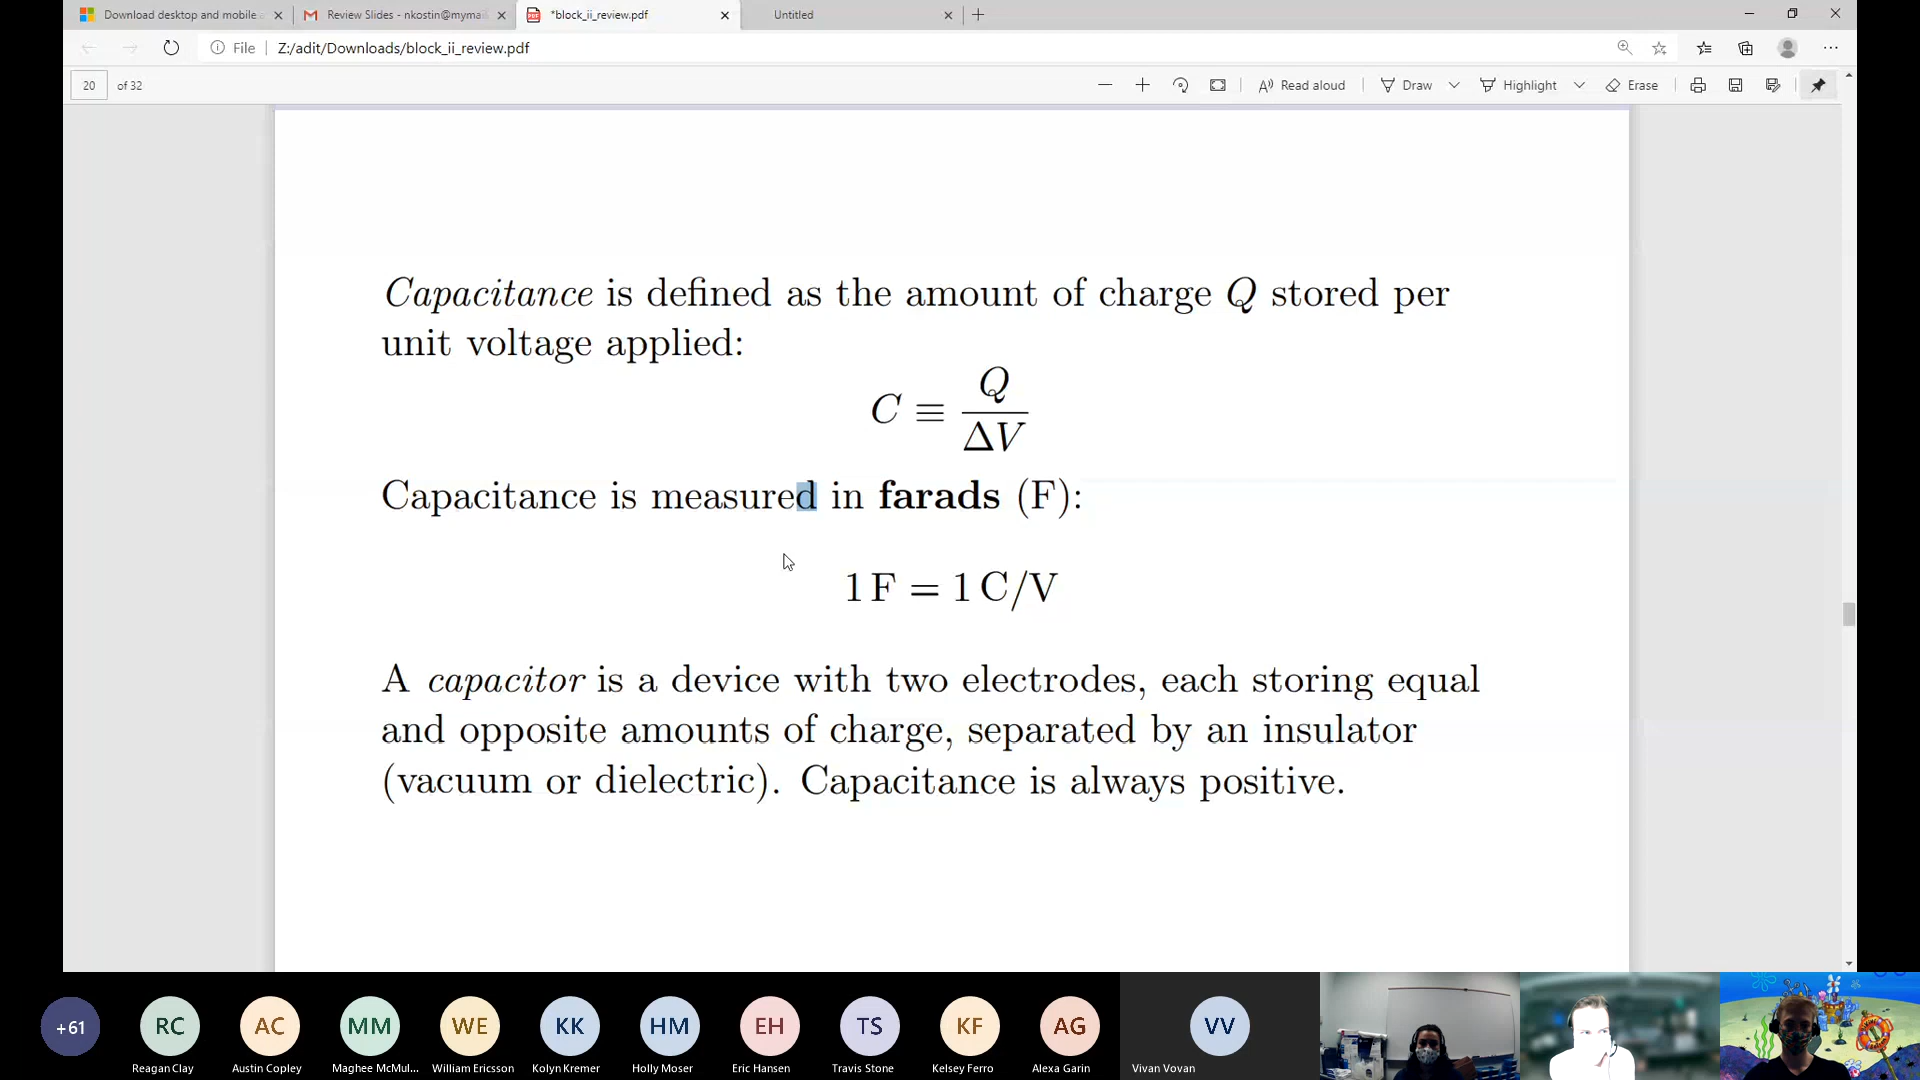 Download desktop and mobile
Review Slides - nkostin@mymail
*block_ii_review.pdf
Untitled
File
Z:/adit/Downloads/block_ii_review.pdf
20 of 32
Read aloud
Draw
Highlight
Erase
Capacitance is defined as the amount of charge Q stored per
unit voltage applied:
C ≡ Q/ΔV
Capacitance is measured in farads (F):
1 F = 1 C/V
A capacitor is a device with two electrodes, each storing equal
and opposite amounts of charge, separated by an insulator
(vacuum or dielectric). Capacitance is always positive.
+61 RC AC MM WE KK HM EH TS KF AG VV
Reagan Clay Austin Copley Maghee McMul... William Ericsson Kolyn Kremer Holly Moser Eric Hansen Travis Stone Kelsey Ferro Alexa Garin Vivan Vovan